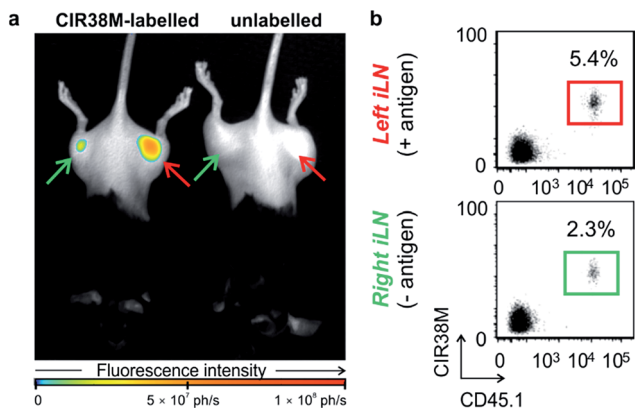 a
CIR38M-labelled
unlabelled
Fluorescence intensity
0
5 × 10⁷ ph/s
1 × 10⁸ ph/s
b
Left iLN
(+ antigen)
100
0
5.4%
0
10³
10⁴
10⁵
Right iLN
(- antigen)
100
0
2.3%
0
10³
10⁴
10⁵
CIR38M
CD45.1